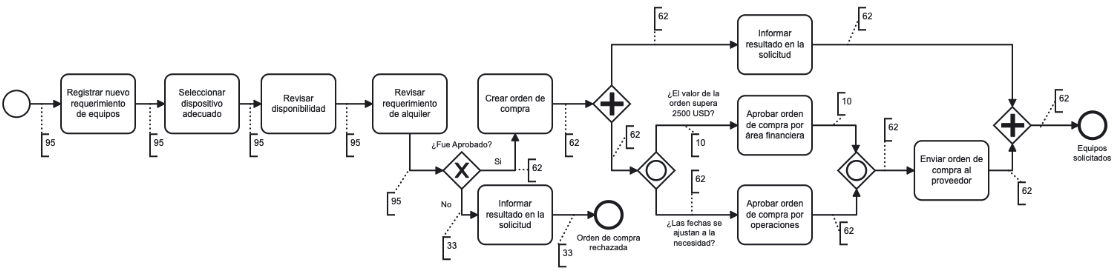 62
62
Informar
resultado en la
solicitud
Registrar nuevo
requerimiento
de equipos
Seleccionar
dispositivo
adecuado
Revisar
disponibilidad
Revisar
requerimiento
de alquiler
Crear orden de
compra
95
95
95
95
62
¿Fue Aprobado?
Si
62
No
95
33
Informar
resultado en la
solicitud
33
Orden de compra
rechazada
62
¿El valor de la
orden supera
2500 USD?
10
Aprobar orden
de compra por
área financiera
10
62
¿Las fechas se
ajustan a la
necesidad?
Aprobar orden
de compra por
operaciones
62
62
Enviar orden de
compra al
proveedor
62
62
Equipos
solicitados